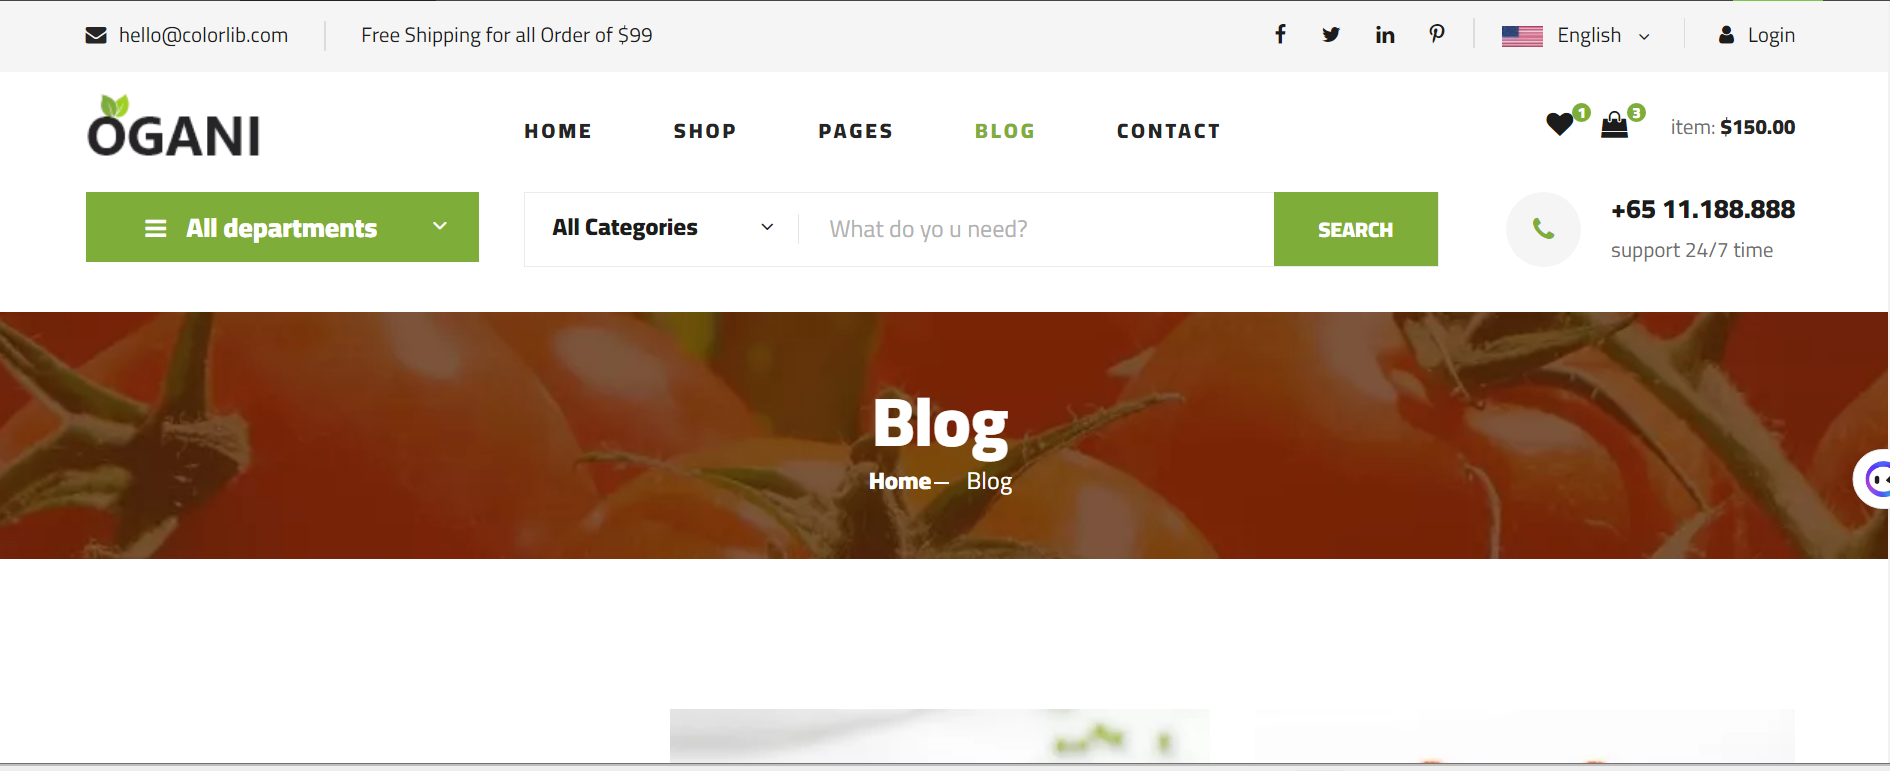 hello@colorlib.com
Free Shipping for all Order of $99
English
Login
OGANI
HOME
SHOP
PAGES
BLOG
CONTACT
1
3
item: $150.00
All departments
All Categories
What do yo u need?
SEARCH
+65 11.188.888
support 24/7 time
Blog
Home— Blog